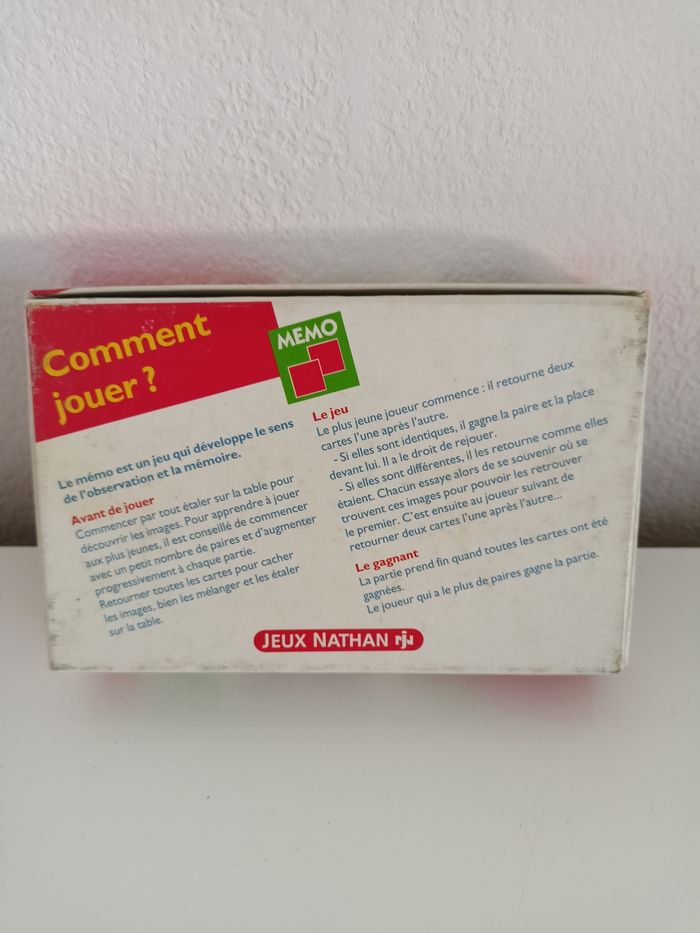 Comment
jouer ?
MEMO
Le mémo est un jeu qui développe le sens
de l'observation et la mémoire.
Avant de jouer
Commencer par tout étaler sur la table pour
découvrir les images. Pour apprendre à jouer
aux plus jeunes, il est conseillé de commencer
avec un petit nombre de paires et d'augmenter
progressivement à chaque partie.
Retourner toutes les cartes pour cacher
les images, bien les mélanger et les étaler
sur la table.
Le jeu
Le plus jeune joueur commence : il retourne deux
cartes l'une après l'autre.
- Si elles sont identiques, il gagne la paire et la place
devant lui. Il a le droit de rejouer.
- Si elles sont différentes, il les retourne comme elles
étaient. Chacun essaye alors de se souvenir où se
trouvent ces images pour pouvoir les retrouver
le premier. C'est ensuite au joueur suivant de
retourner deux cartes l'une après l'autre...
Le gagnant
La partie prend fin quand toutes les cartes ont été
gagnées.
Le joueur qui a le plus de paires gagne la partie.
JEUX NATHAN